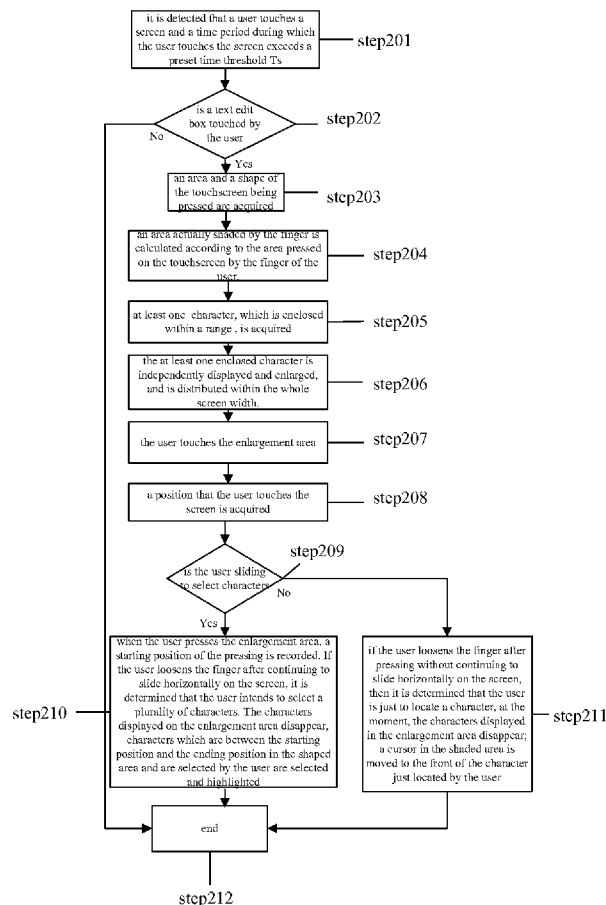 it is detected that a user touches a
screen and a time period during which
the user touches the screen exceeds a
preset time threshold Ts
step201
is a text edit
box touched by
the user
step202
No
Yes
an area and a shape of
the touchscreen being
pressed are acquired
step203
an area actually shaded by the finger is
calculated according to the area pressed
on the touchscreen by the finger of the
user.
step204
at least one character, which is enclosed
within a range , is acquired
step205
the at least one enclosed character is
independently displayed and enlarged,
and is distributed within the whole
screen width.
step206
the user touches the enlargement area
step207
a position that the user touches the
screen is acquired
step208
step209
is the user sliding
to select characters
No
Yes
when the user presses the enlargement area, a
starting position of the pressing is recorded. If
the user loosens the finger after continuing to
slide horizontally on the screen, it is
determined that the user intends to select a
plurality of characters. The characters
displayed on the enlargement area disappear,
characters which are between the starting
position and the ending position in the shaped
area and are selected by the user are selected
and highlighted
step210
if the user loosens the finger after
pressing without continuing to
slide horizontally on the screen,
then it is determined that the user
is just to locate a character, at the
moment, the characters displayed
in the enlargement area disappear;
a cursor in the shaded area is
moved to the front of the character
just located by the user
step211
end
step212